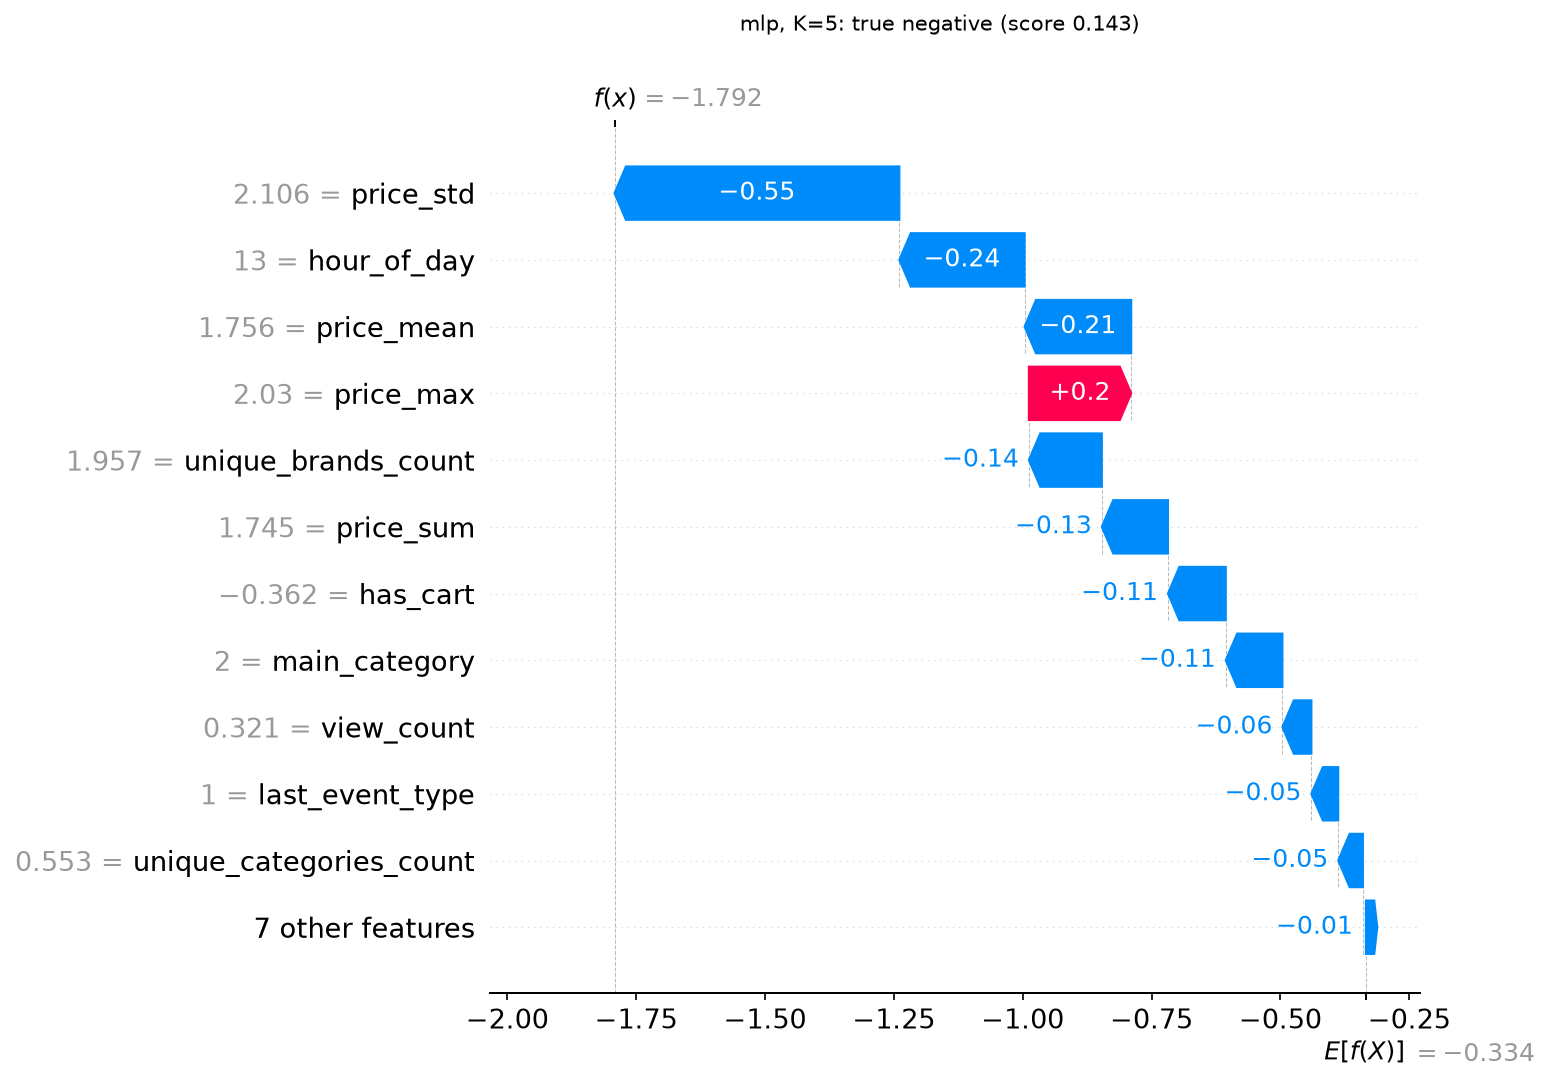 mlp, K=5: true negative (score 0.143)
f(x) = −1.792
2.106 = price_std −0.55
13 = hour_of_day −0.24
1.756 = price_mean −0.21
2.03 = price_max +0.2
1.957 = unique_brands_count −0.14
1.745 = price_sum −0.13
−0.362 = has_cart −0.11
2 = main_category −0.11
0.321 = view_count −0.06
1 = last_event_type −0.05
0.553 = unique_categories_count −0.05
7 other features −0.01
−2.00 −1.75 −1.50 −1.25 −1.00 −0.75 −0.50 −0.25
E[f(X)] = −0.334